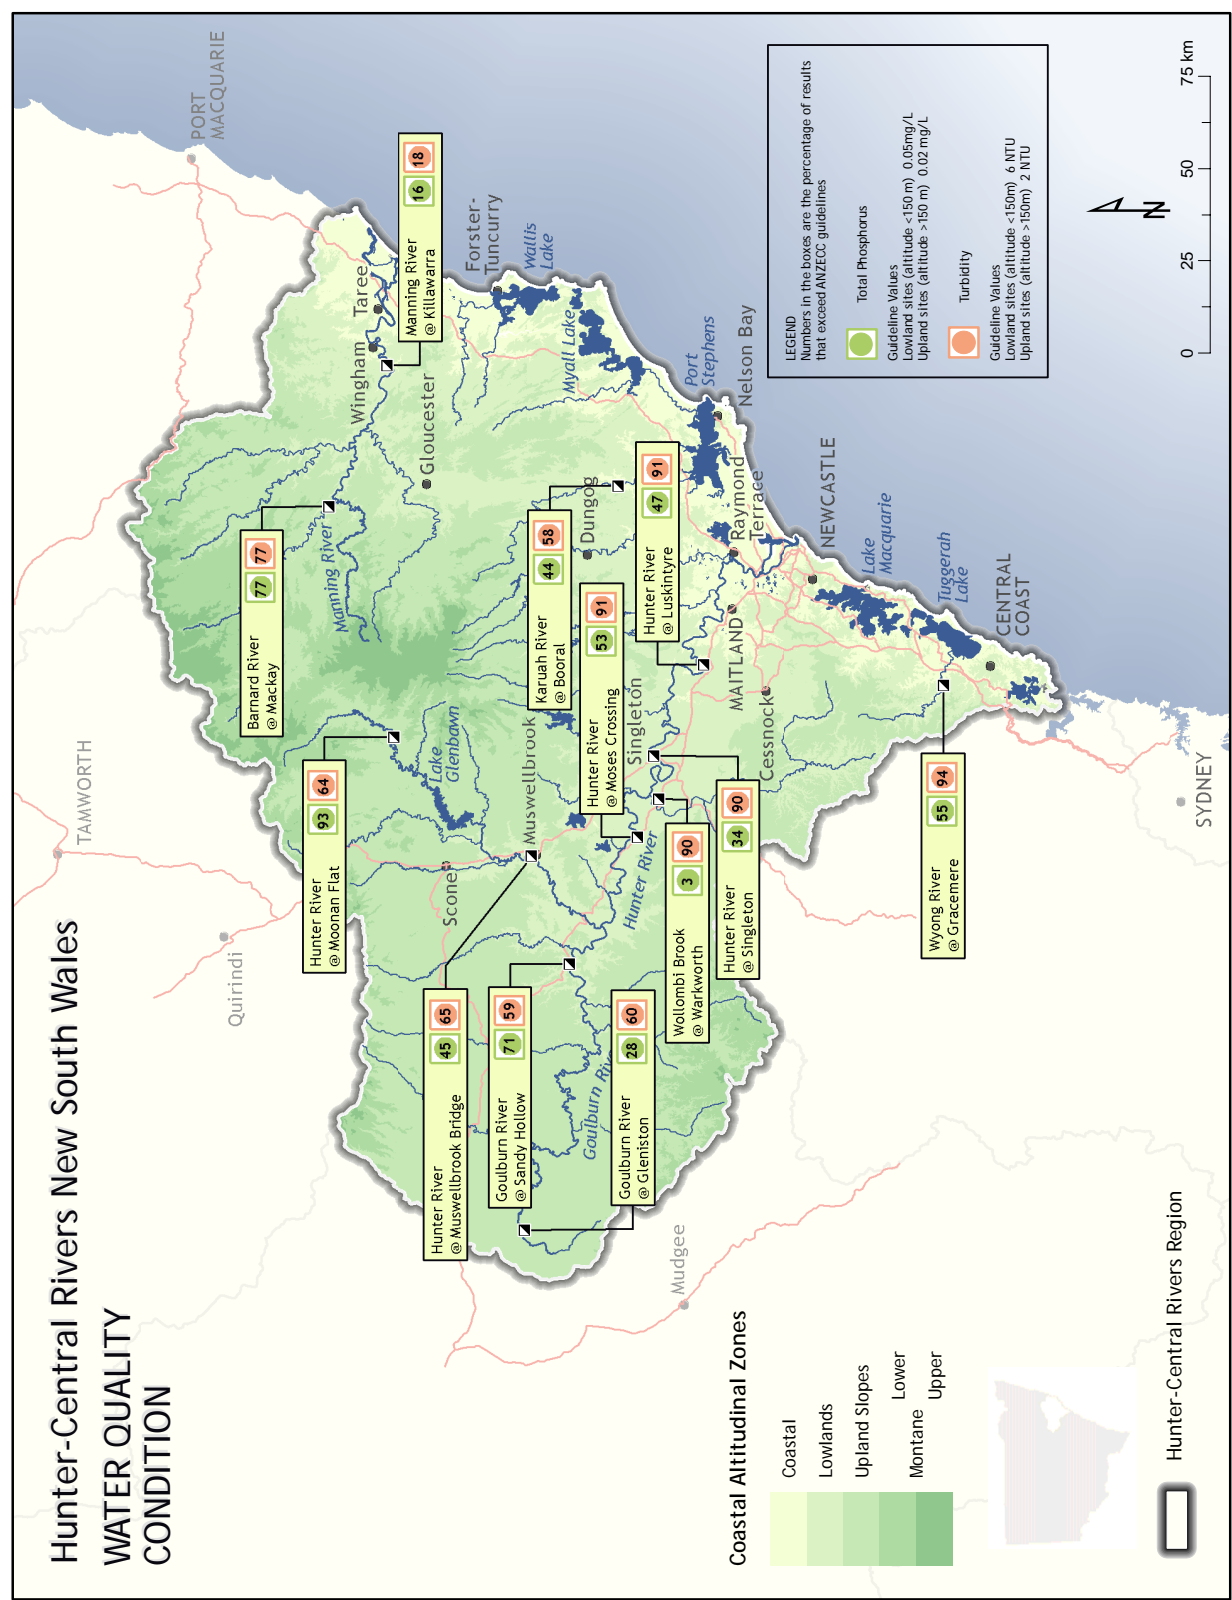 Hunter-Central Rivers New South Wales
WATER QUALITY
CONDITION
PORT
MACQUARIE
TAMWORTH
Quirindi
Barnard River
@ Mackay
77
77
Manning River
Wingham
Taree
Manning River
@ Killawarra
16
18
Hunter River
@ Moonan Flat
93
64
Gloucester
Forster-
Tuncurry
Wallis
Lake
Scone
Lake
Glenbawn
Myall Lake
Hunter River
@ Muswellbrook Bridge
45
65
Muswellbrook
Karuah River
@ Booral
44
58
Dungog
Goulburn River
@ Sandy Hollow
71
59
Hunter River
@ Moses Crossing
53
91
Goulburn Rive
Singleton
Hunter River
@ Luskintyre
47
91
Port
Stephens
Nelson Bay
Goulburn River
@ Gleniston
28
60
Hunter River
Raymond
Terrace
MAITLAND
Wollombi Brook
@ Warkworth
3
90
Hunter River
@ Singleton
34
90
Cessnock
NEWCASTLE
Mudgee
Lake
Macquarie
Tuggerah
Lake
Wyong River
@ Gracemere
55
94
CENTRAL
COAST
SYDNEY
LEGEND
Numbers in the boxes are the percentage of results
that exceed ANZECC guidelines
Total Phosphorus
Guideline Values
Lowland sites (altitude <150 m) 0.05mg/L
Upland sites (altitude >150 m) 0.02 mg/L
Turbidity
Guideline Values
Lowland sites (altitude <150m) 6 NTU
Upland sites (altitude >150m) 2 NTU
N
0
25
50
75 km
Coastal Altitudinal Zones
Coastal
Lowlands
Upland Slopes
Lower
Montane
Upper
Hunter-Central Rivers Region